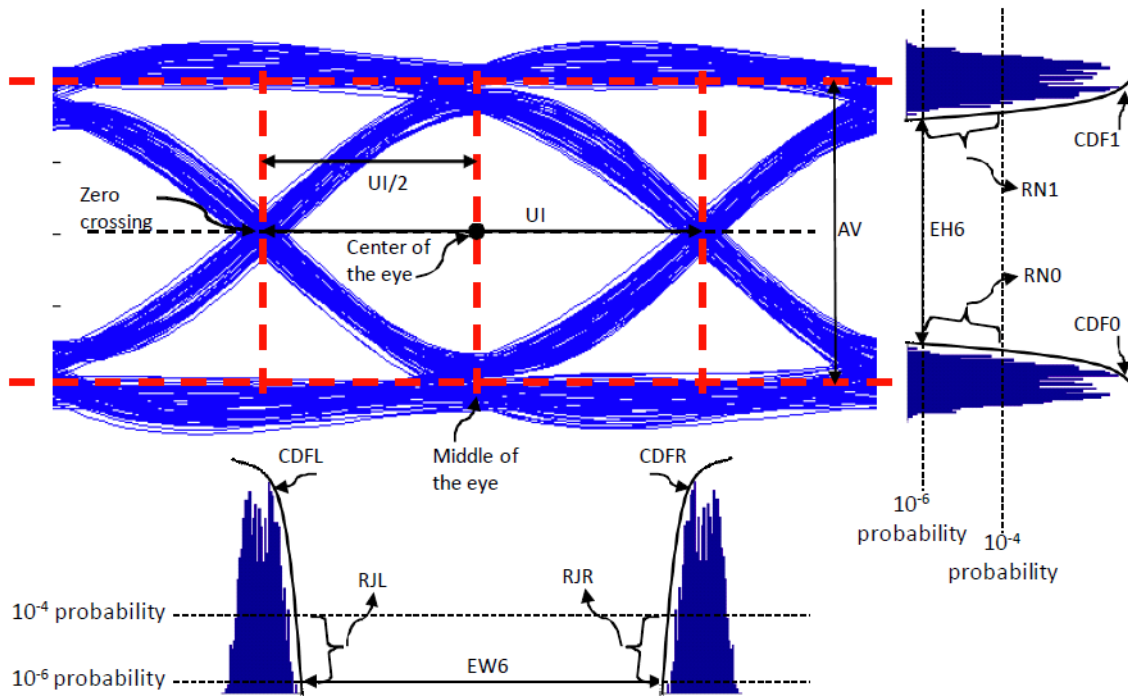 CDF1
UI/2
Zero
crossing
UI
RN1
AV
EH6
Center of
the eye
RN0
CDF0
CDFL
Middle of
the eye
CDFR
10⁻⁶
probability
10⁻⁴
probability
RJL
RJR
10⁻⁴ probability
EW6
10⁻⁶ probability